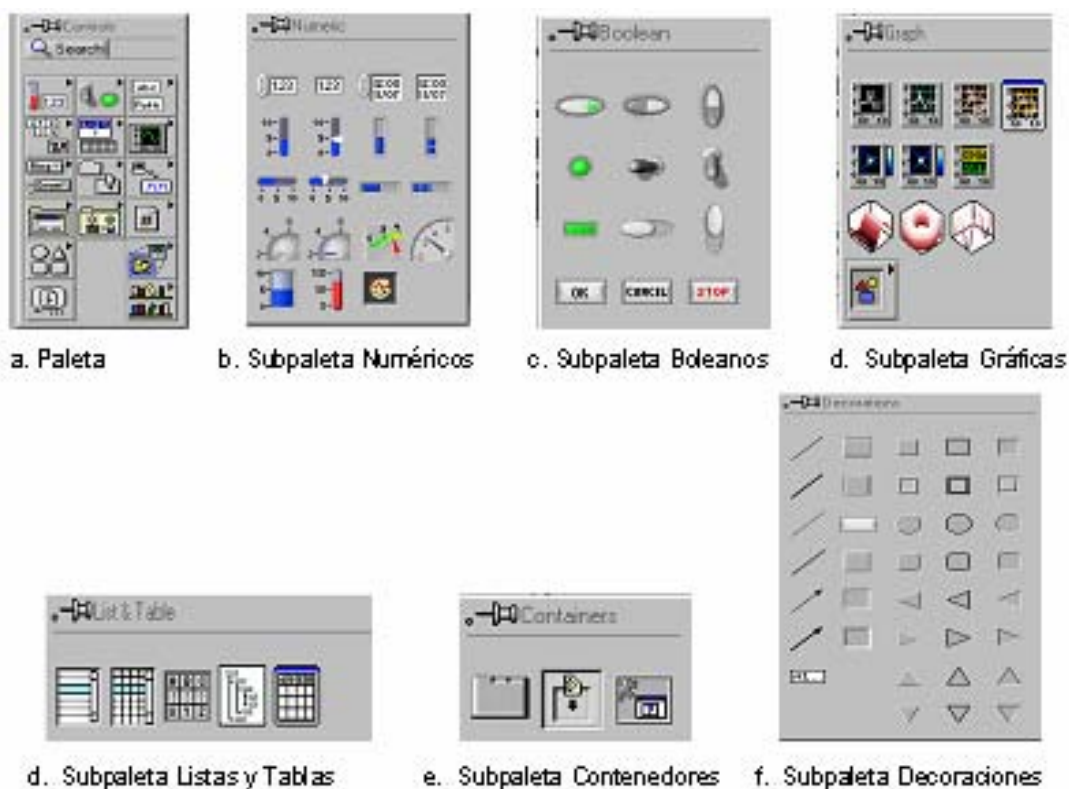 Controls
Search
a. Paleta
Numeric
b. Subpaleta Numéricos
Boolean
OK
CANCEL
STOP
c. Subpaleta Boleanos
Graph
d. Subpaleta Gráficas
List & Table
d. Subpaleta Listas y Tablas
Containers
e. Subpaleta Contenedores
Decorations
f. Subpaleta Decoraciones